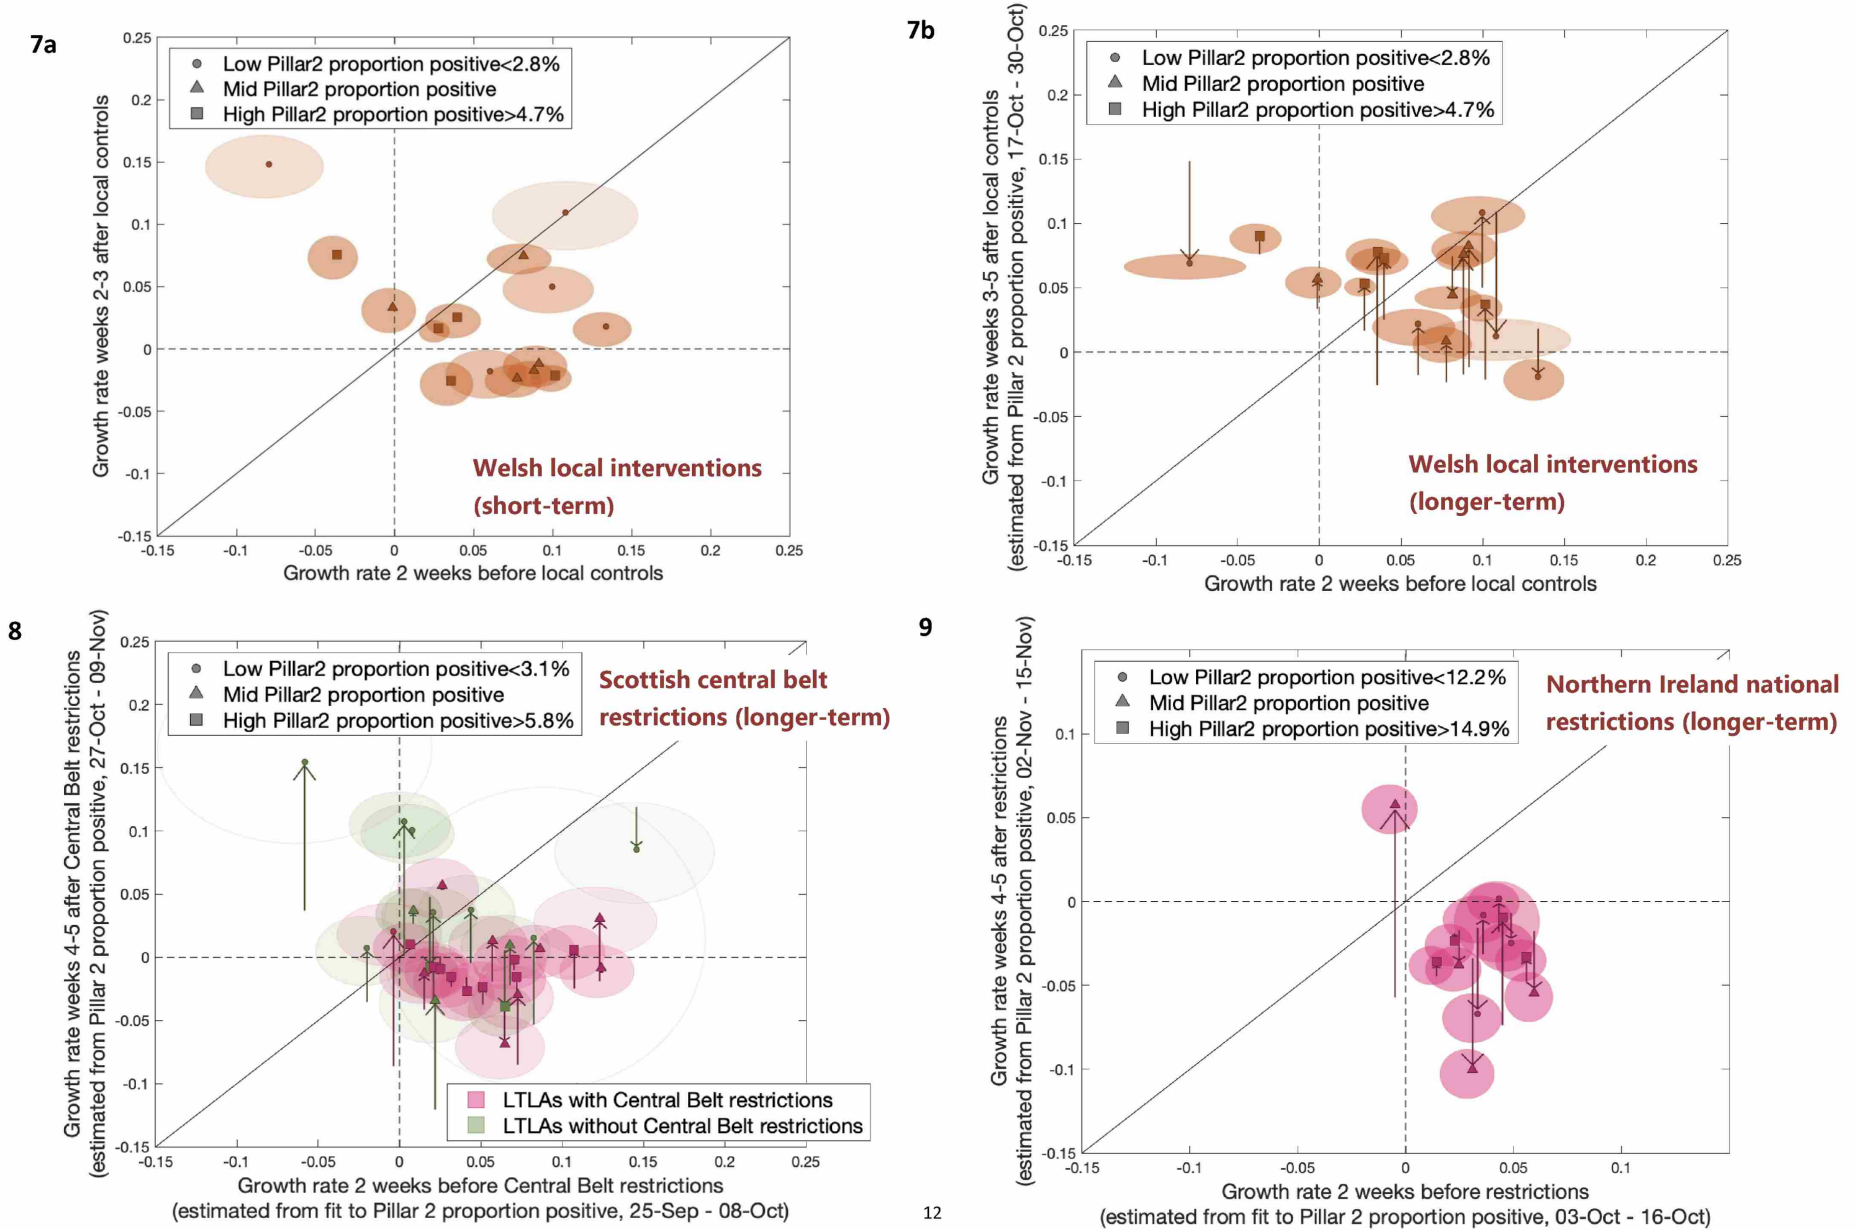 7a
0.25
0.2
0.15
0.1
0.05
0
-0.05
-0.1
-0.15
Growth rate weeks 2-3 after local controls
Low Pillar2 proportion positive<2.8%
Mid Pillar2 proportion positive
High Pillar2 proportion positive>4.7%
Welsh local interventions
(short-term)
-0.15 -0.1 -0.05 0 0.05 0.1 0.15 0.2 0.25
Growth rate 2 weeks before local controls
7b
0.25
0.2
0.15
0.1
0.05
0
-0.05
-0.1
-0.15
Growth rate weeks 3-5 after local controls
(estimated from Pillar 2 proportion positive, 17-Oct - 30-Oct)
Low Pillar2 proportion positive<2.8%
Mid Pillar2 proportion positive
High Pillar2 proportion positive>4.7%
Welsh local interventions
(longer-term)
-0.15 -0.1 -0.05 0 0.05 0.1 0.15 0.2 0.25
Growth rate 2 weeks before local controls
8
0.25
0.2
0.15
0.1
0.05
0
-0.05
-0.1
-0.15
Growth rate weeks 4-5 after Central Belt restrictions
(estimated from Pillar 2 proportion positive, 27-Oct - 09-Nov)
Low Pillar2 proportion positive<3.1%
Mid Pillar2 proportion positive
High Pillar2 proportion positive>5.8%
Scottish central belt
restrictions (longer-term)
LTLAs with Central Belt restrictions
LTLAs without Central Belt restrictions
-0.15 -0.1 -0.05 0 0.05 0.1 0.15 0.2 0.25
Growth rate 2 weeks before Central Belt restrictions
(estimated from fit to Pillar 2 proportion positive, 25-Sep - 08-Oct)
9
0.1
0.05
0
-0.05
-0.1
-0.15
Growth rate weeks 4-5 after restrictions
(estimated from Pillar 2 proportion positive, 02-Nov - 15-Nov)
Low Pillar2 proportion positive<12.2%
Mid Pillar2 proportion positive
High Pillar2 proportion positive>14.9%
Northern Ireland national
restrictions (longer-term)
-0.15 -0.1 -0.05 0 0.05 0.1
Growth rate 2 weeks before restrictions
(estimated from fit to Pillar 2 proportion positive, 03-Oct - 16-Oct)
12